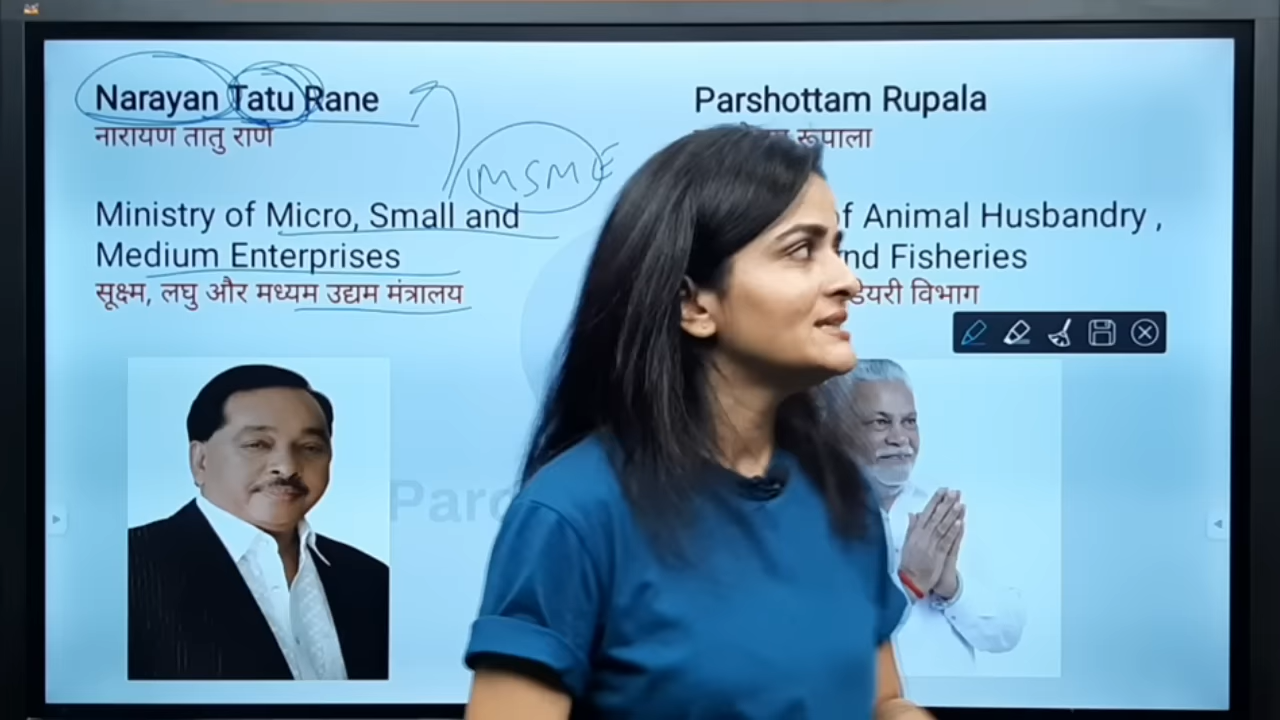 Narayan Tatu Rane
नारायण तातु राणे
MSME
Ministry of Micro, Small and
Medium Enterprises
सूक्ष्म, लघु और मध्यम उद्यम मंत्रालय
Parshottam Rupala
रूपाला
of Animal Husbandry ,
and Fisheries
डेयरी विभाग